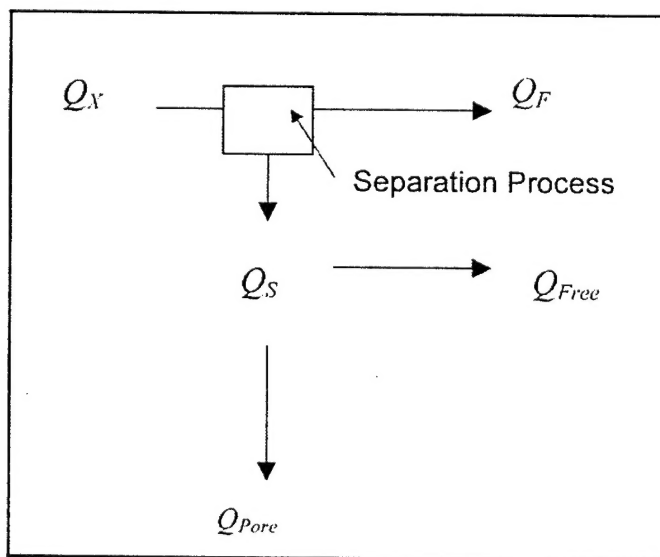 Q_X
Q_F
Separation Process
Q_S
Q_Free
Q_Pore